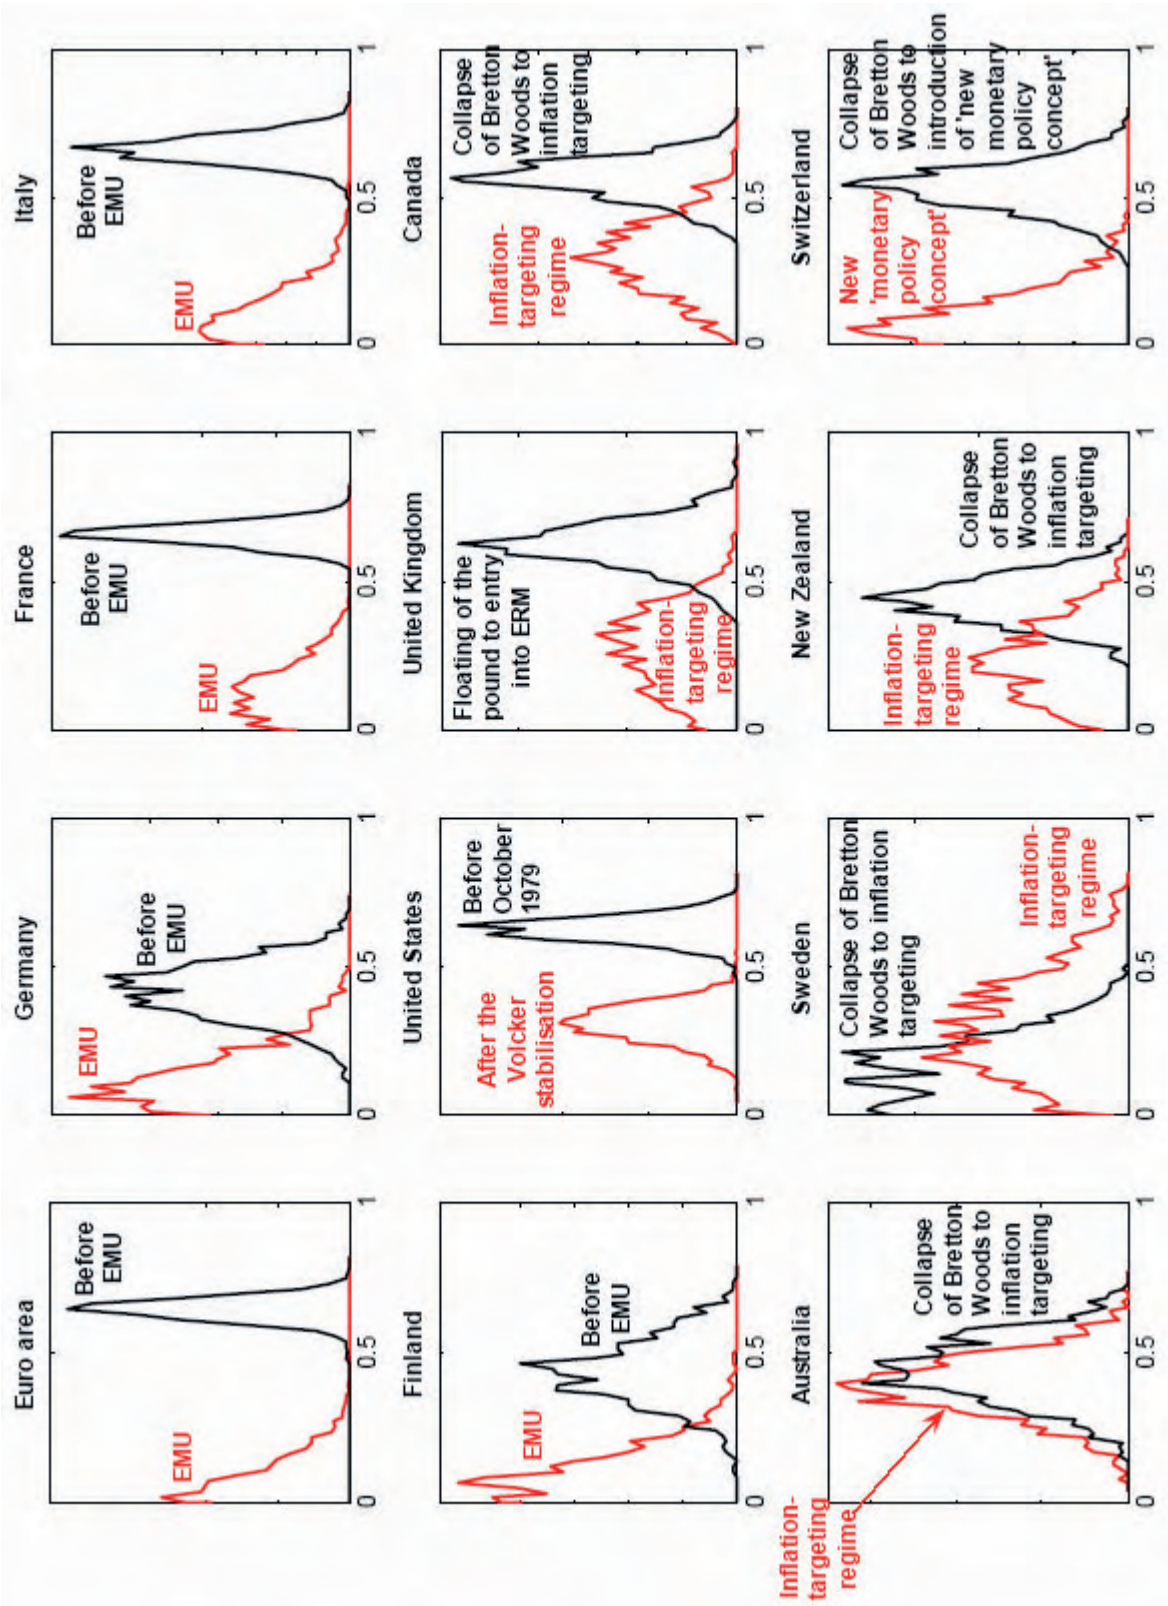 Euro area
EMU
Before
EMU
0
0.5
1
Germany
EMU
Before
EMU
0
0.5
1
France
EMU
Before
EMU
0
0.5
1
Italy
EMU
Before
EMU
0
0.5
1
Finland
EMU
Before
EMU
0
0.5
1
United States
After the
Volcker
stabilisation
Before
October
1979
0
0.5
1
United Kingdom
Floating of the
pound to entry
into ERM
Inflation-
targeting
regime
0
0.5
1
Canada
Inflation-
targeting
regime
Collapse
of Bretton
Woods to
inflation
targeting
0
0.5
1
Australia
Inflation-
targeting
regime
Collapse
of Bretton
Woods to
inflation
targeting
0
0.5
1
Sweden
Collapse of Bretton
Woods to inflation
targeting
Inflation-
targeting
regime
0
0.5
1
New Zealand
Inflation-
targeting
regime
Collapse
of Bretton
Woods to
inflation
targeting
0
0.5
1
Switzerland
New
'monetary
policy
concept'
Collapse
of Bretton
Woods to
introduction
of 'new
monetary
policy
concept'
0
0.5
1